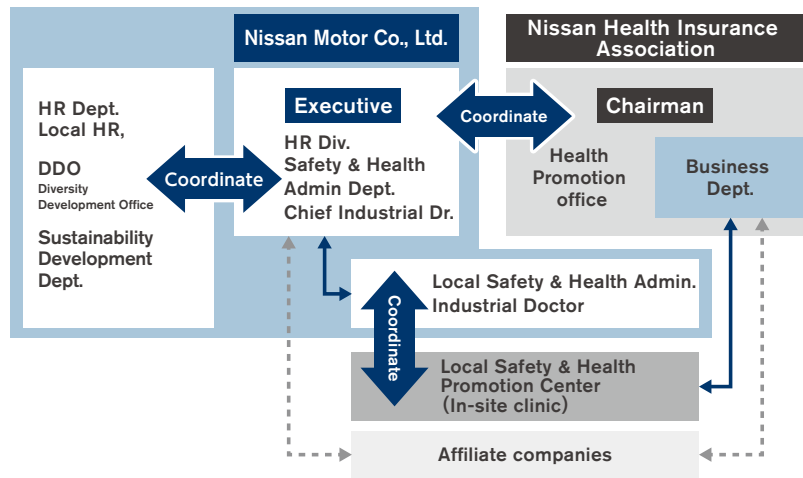 Nissan Motor Co., Ltd.
Nissan Health Insurance
Association
HR Dept.
Local HR,
DDO
Diversity
Development Office
Sustainability
Development
Dept.
Coordinate
Executive
HR Div.
Safety & Health
Admin Dept.
Chief Industrial Dr.
Coordinate
Chairman
Health
Promotion
office
Business
Dept.
Local Safety & Health Admin.
Industrial Doctor
Coordinate
Local Safety & Health
Promotion Center
(In-site clinic)
Affiliate companies